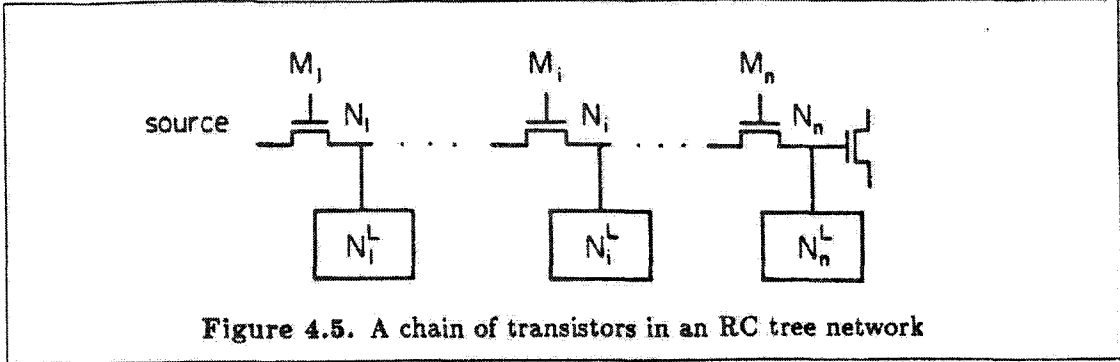 M₁ Mᵢ Mₙ
source N₁ Nᵢ Nₙ
N₁ᴸ Nᵢᴸ Nₙᴸ
Figure 4.5. A chain of transistors in an RC tree network